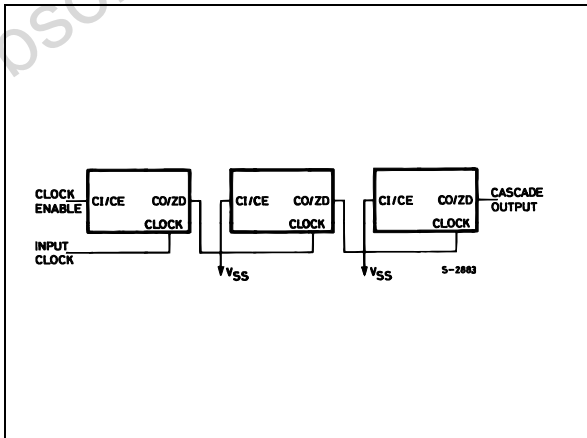 CLOCK
ENABLE
CI/CE CO/ZD
CLOCK
CI/CE CO/ZD
CLOCK
CI/CE CO/ZD
CLOCK
CASCADE
OUTPUT
INPUT
CLOCK
VSS
VSS
S-2883